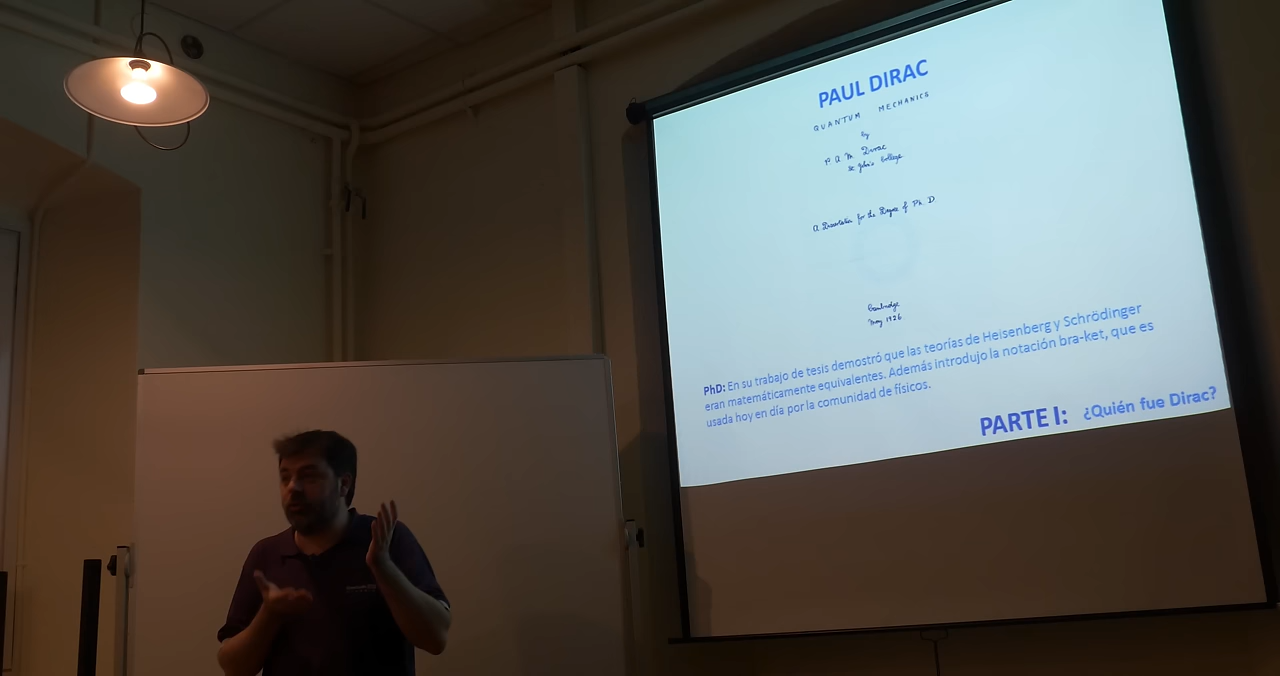 PAUL DIRAC
QUANTUM MECHANICS
by
P A M Dirac
St John's College
A Dissertation for the Degree of Ph. D
Cambridge
May 1926
PhD: En su trabajo de tesis demostró que las teorías de Heisenberg y Schrödinger
eran matemáticamente equivalentes. Además introdujo la notación bra-ket, que es
usada hoy en día por la comunidad de físicos.
PARTE I: ¿Quién fue Dirac?